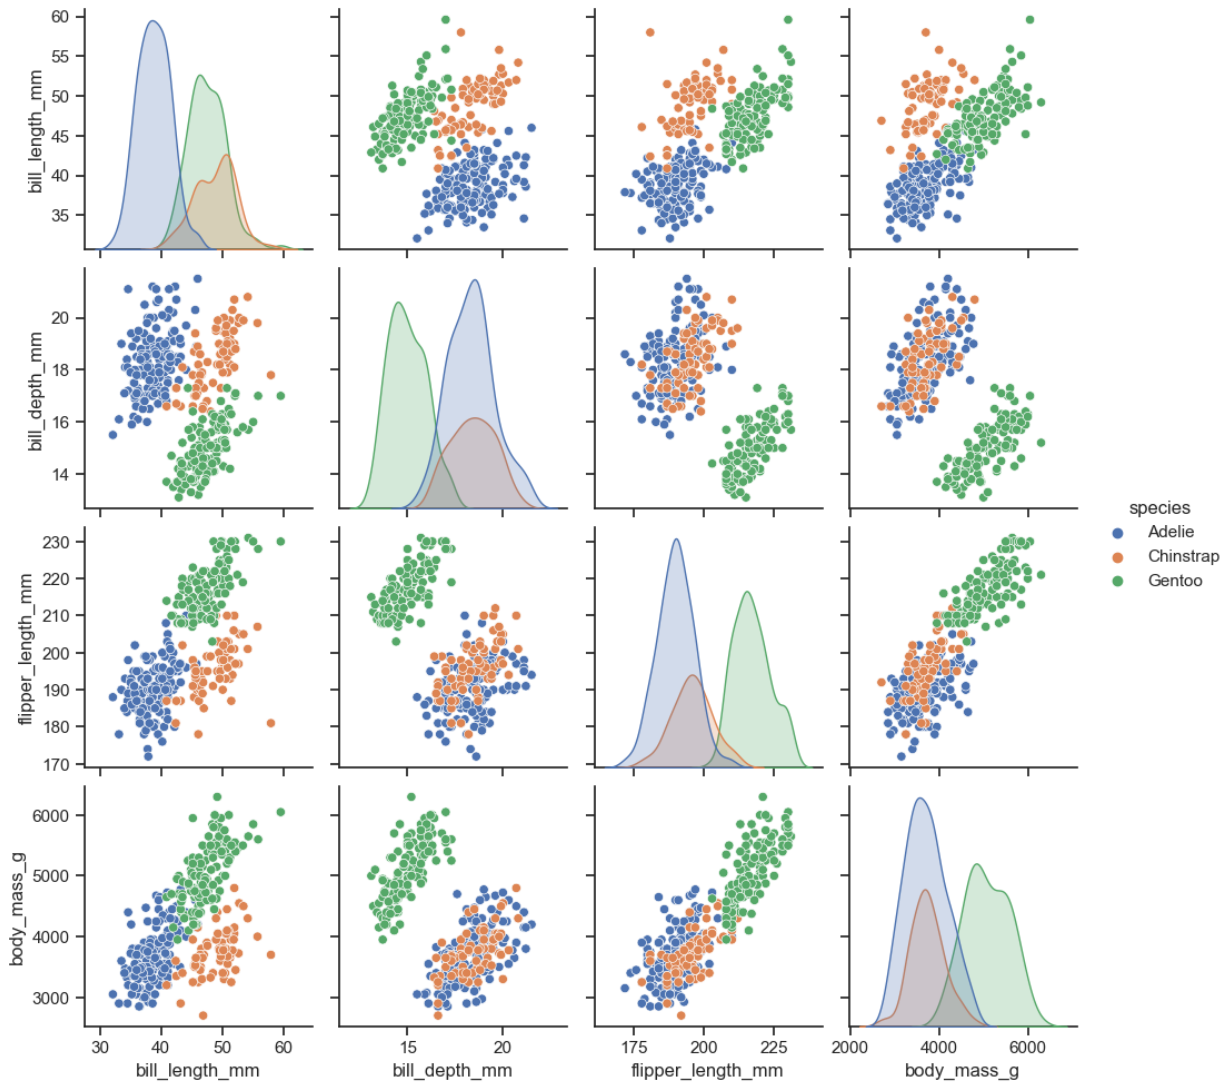 60
55
50
45
40
35
bill_length_mm
20
18
16
14
bill_depth_mm
species
Adelie
Chinstrap
Gentoo
230
220
210
200
190
180
170
flipper_length_mm
6000
5000
4000
3000
body_mass_g
30 40 50 60 15 20 175 200 225 2000 4000 6000
bill_length_mm bill_depth_mm flipper_length_mm body_mass_g